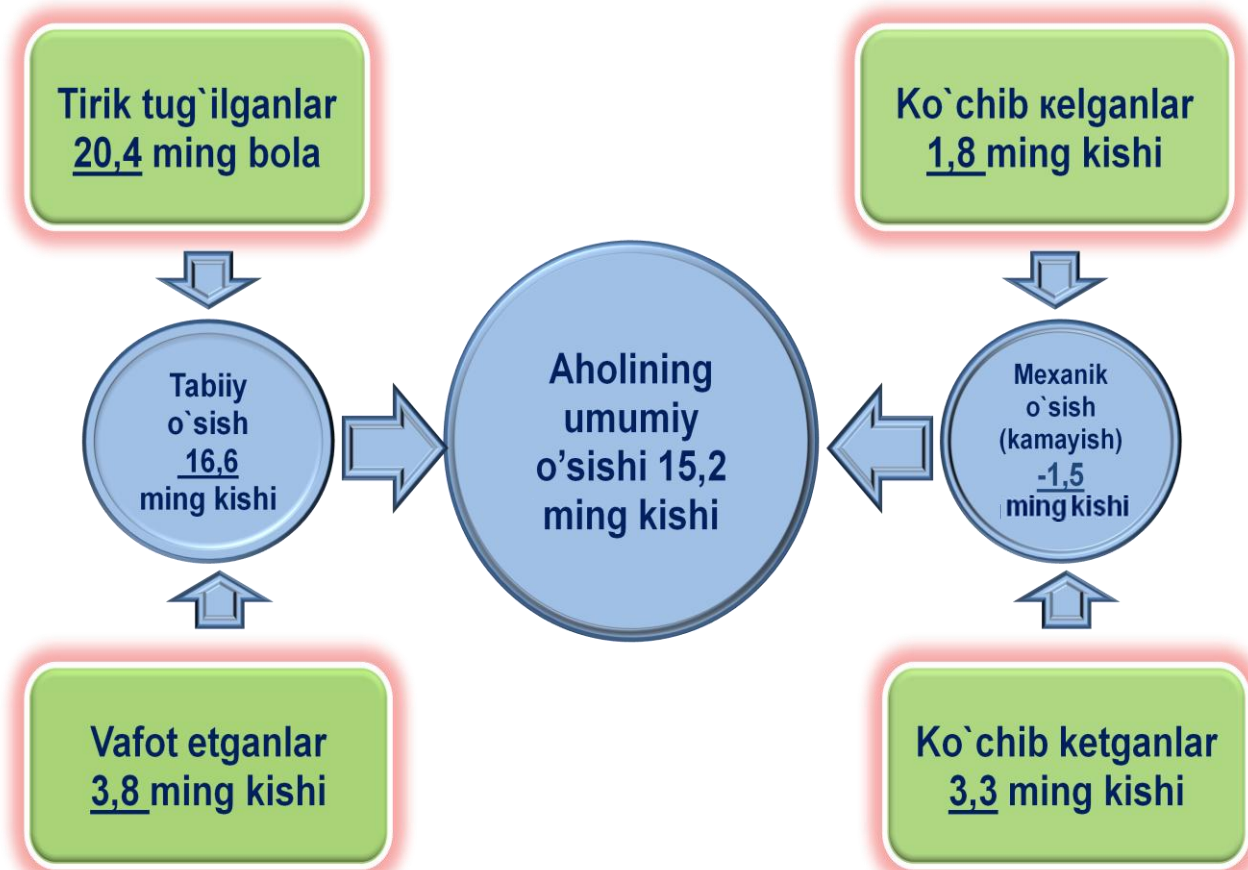 Tirik tug`ilganlar
20,4 ming bola
Ko`chib кelganlar
1,8 ming kishi
Tabiiy
o`sish
16,6
ming kishi
Aholining
umumiy
o’sishi 15,2
ming kishi
Mexanik
o`sish
(kamayish)
-1,5
ming kishi
Vafot etganlar
3,8 ming kishi
Ko`chib ketganlar
3,3 ming kishi